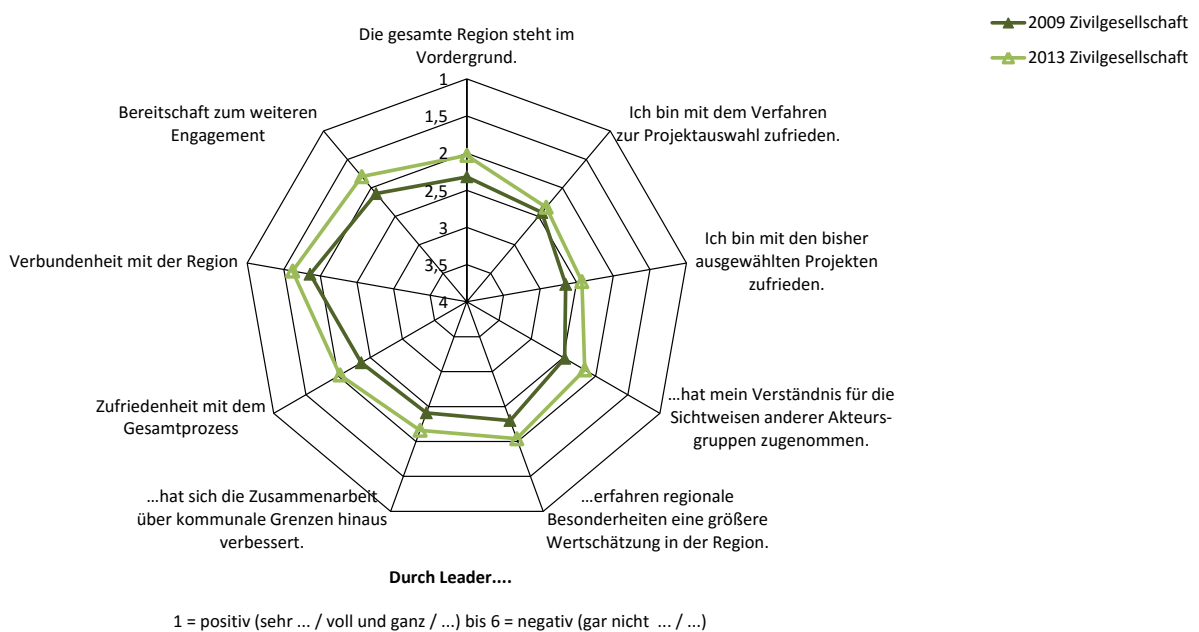 2009 Zivilgesellschaft
2013 Zivilgesellschaft
Die gesamte Region steht im
Vordergrund.
Ich bin mit dem Verfahren
zur Projektauswahl zufrieden.
Ich bin mit den bisher
ausgewählten Projekten
zufrieden.
...hat mein Verständnis für die
Sichtweisen anderer Akteurs-
gruppen zugenommen.
...erfahren regionale
Besonderheiten eine größere
Wertschätzung in der Region.
...hat sich die Zusammenarbeit
über kommunale Grenzen hinaus
verbessert.
Zufriedenheit mit dem
Gesamtprozess
Verbundenheit mit der Region
Bereitschaft zum weiteren
Engagement
1
1,5
2
2,5
3
3,5
4
Durch Leader....
1 = positiv (sehr ... / voll und ganz / ...) bis 6 = negativ (gar nicht ... / ...)